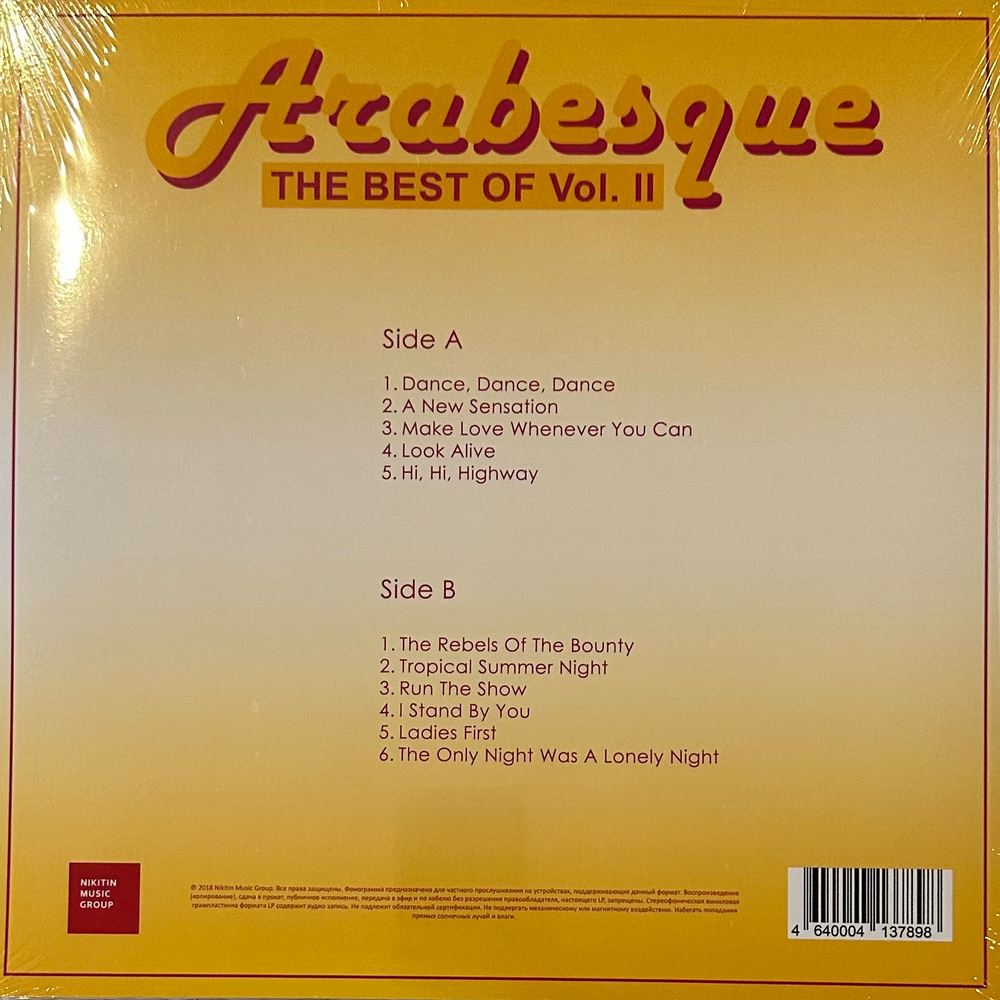 Arabesque
THE BEST OF Vol. II
Side A
1. Dance, Dance, Dance
2. A New Sensation
3. Make Love Whenever You Can
4. Look Alive
5. Hi, Hi, Highway
Side B
1. The Rebels Of The Bounty
2. Tropical Summer Night
3. Run The Show
4. I Stand By You
5. Ladies First
6. The Only Night Was A Lonely Night
NIKITIN
MUSIC
GROUP
℗ 2018 Nikitin Music Group. Все права защищены. Фонограмма предназначена для частного прослушивания на устройствах, поддерживающих данный формат. Воспроизведение
(копирование), сдача в прокат, публичное исполнение, передача в эфир и по кабелю без разрешения правообладателя, настоящего LP, запрещены. Стереофоническая виниловая
грампластинка формата LP содержит аудио запись. Не подлежит обязательной сертификации. Не подвергать механическому или магнитному воздействию. Избегать попадания
прямых солнечных лучей и влаги.
4 640004 137898